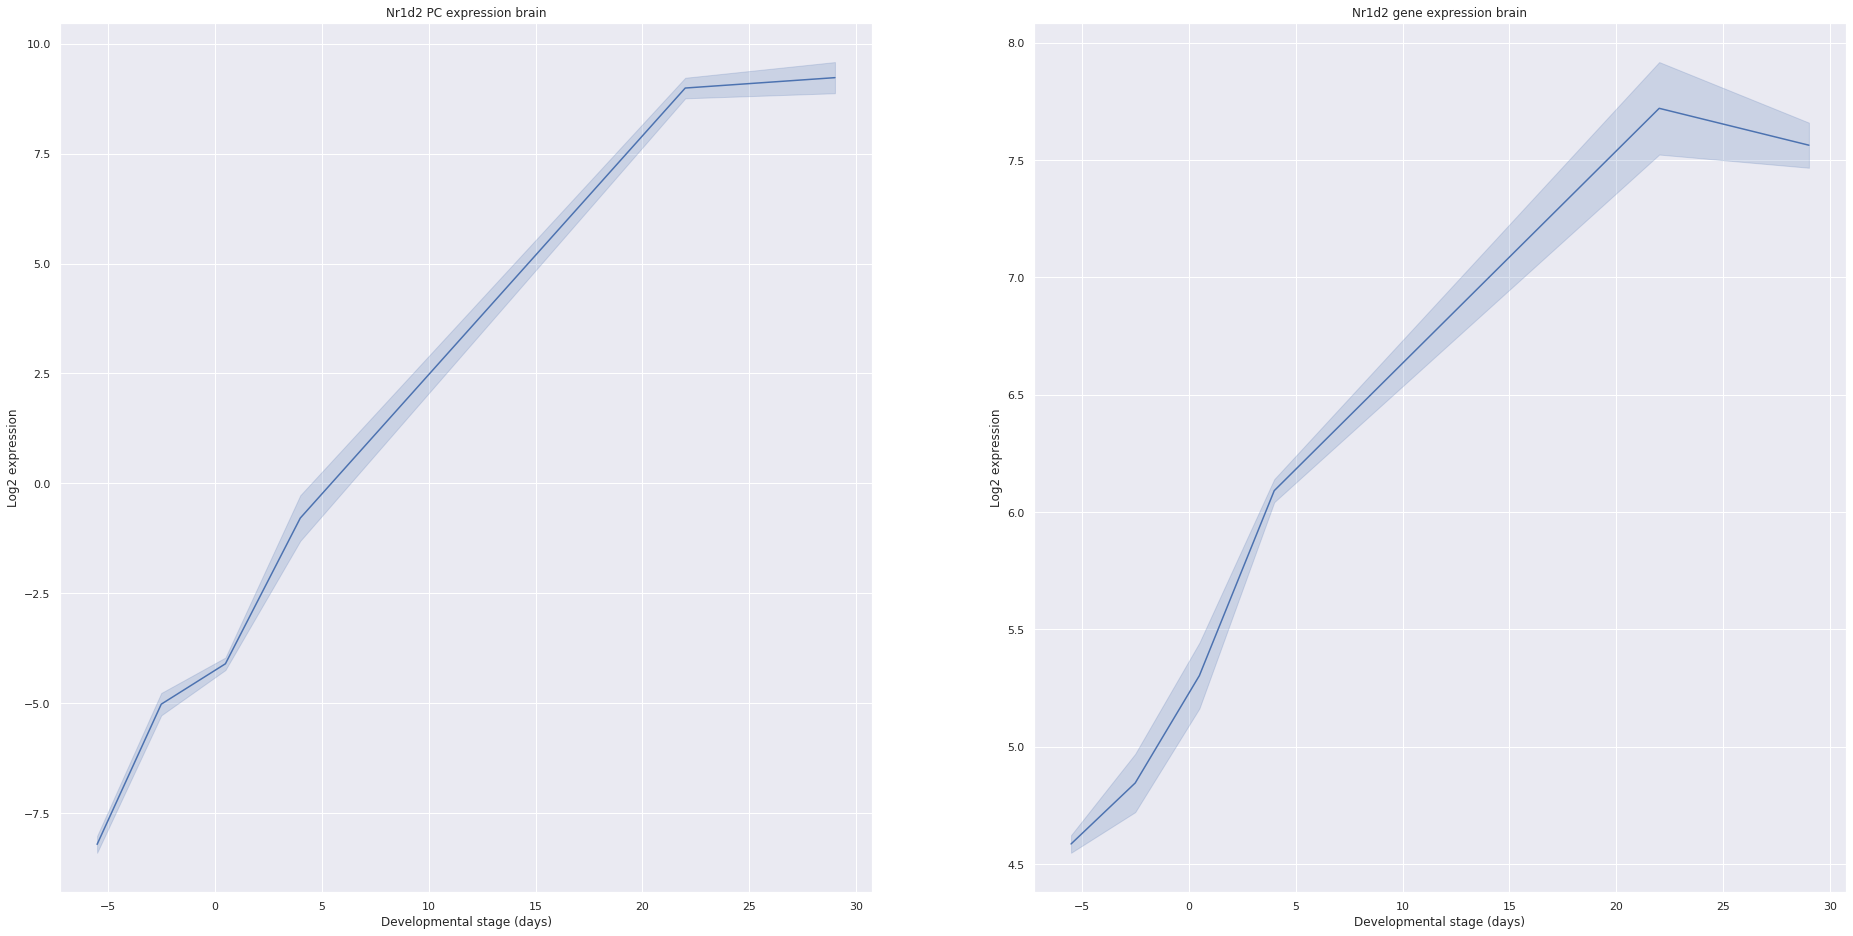 Nr1d2 PC expression brain
10.0
7.5
5.0
2.5
0.0
−2.5
−5.0
−7.5
Log2 expression
−5 0 5 10 15 20 25 30
Developmental stage (days)
Nr1d2 gene expression brain
8.0
7.5
7.0
6.5
6.0
5.5
5.0
4.5
Log2 expression
−5 0 5 10 15 20 25 30
Developmental stage (days)